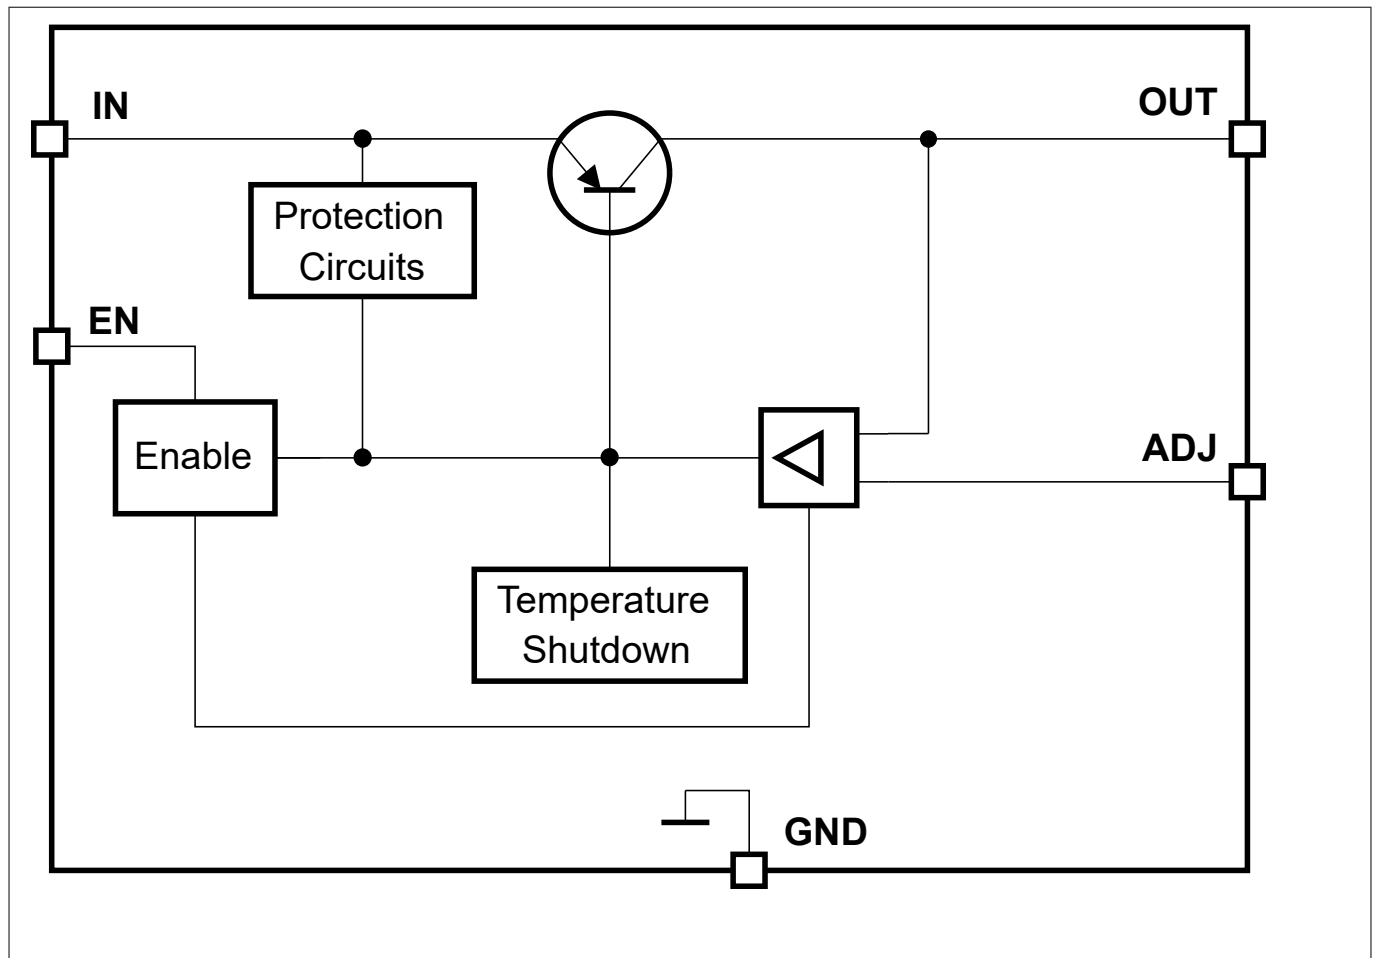 IN
OUT
Protection
Circuits
EN
Enable
ADJ
Temperature
Shutdown
GND